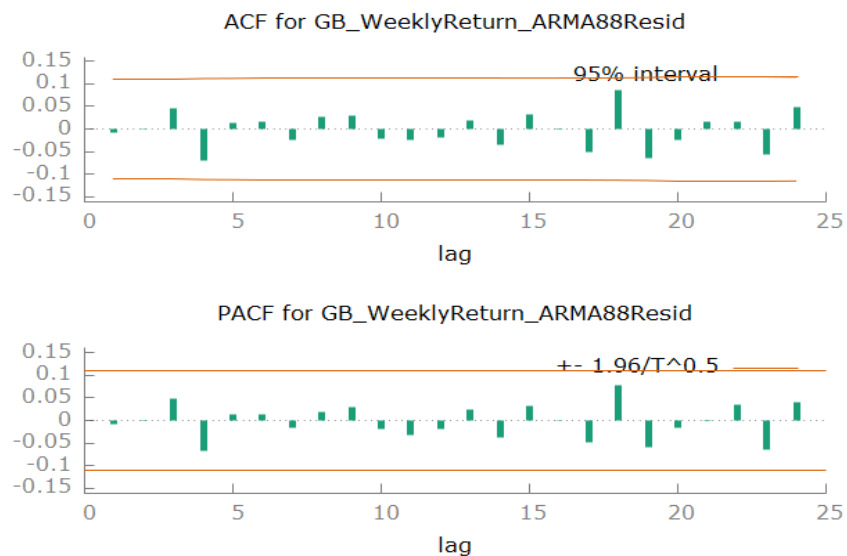 ACF for GB_WeeklyReturn_ARMA88Resid
0.15
95% interval
0.1
0.05
0
-0.05
-0.1
-0.15
0 5 10 15 20 25
lag
PACF for GB_WeeklyReturn_ARMA88Resid
0.15
+- 1.96/T^0.5
0.1
0.05
0
-0.05
-0.1
-0.15
0 5 10 15 20 25
lag